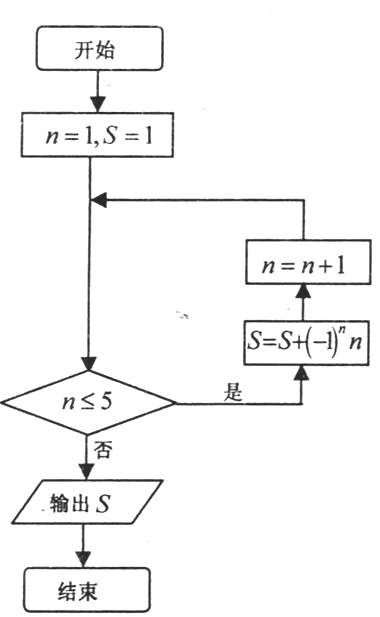 开始
n=1,S=1
n=n+1
S=S+(-1)ⁿn
n≤5
是
否
输出 S
结束